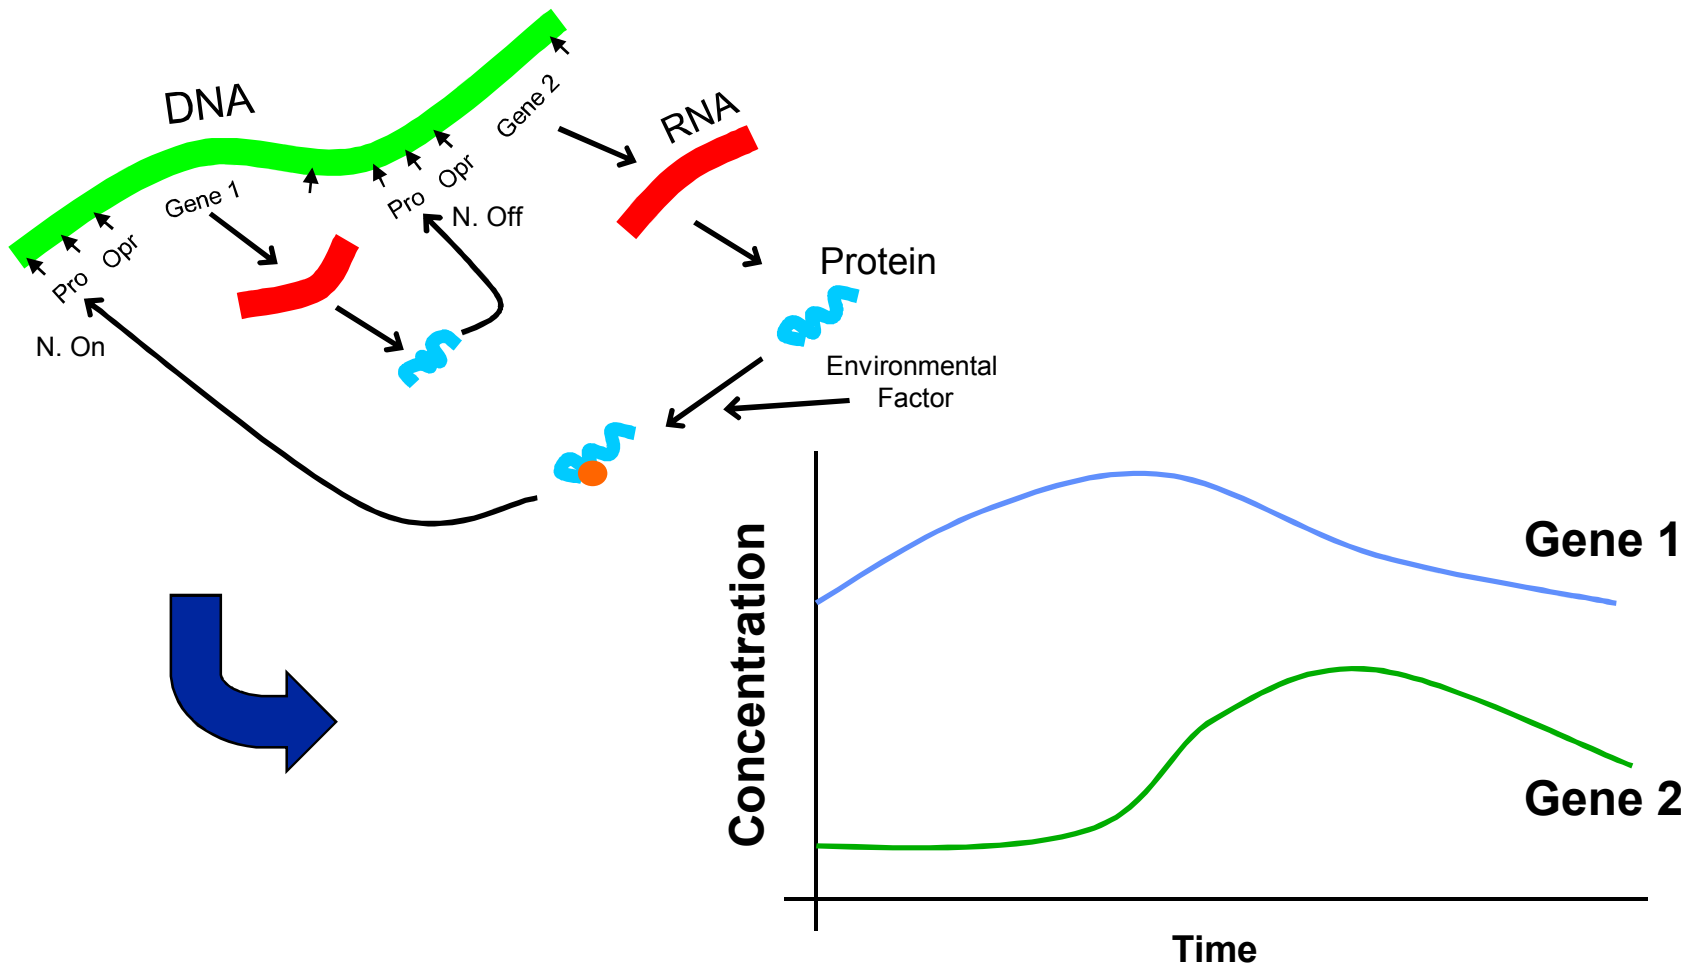 DNA
RNA
Gene 2
Opr
Pro
N. Off
Gene 1
Opr
Pro
N. On
Protein
Environmental
Factor
Concentration
Gene 1
Gene 2
Time